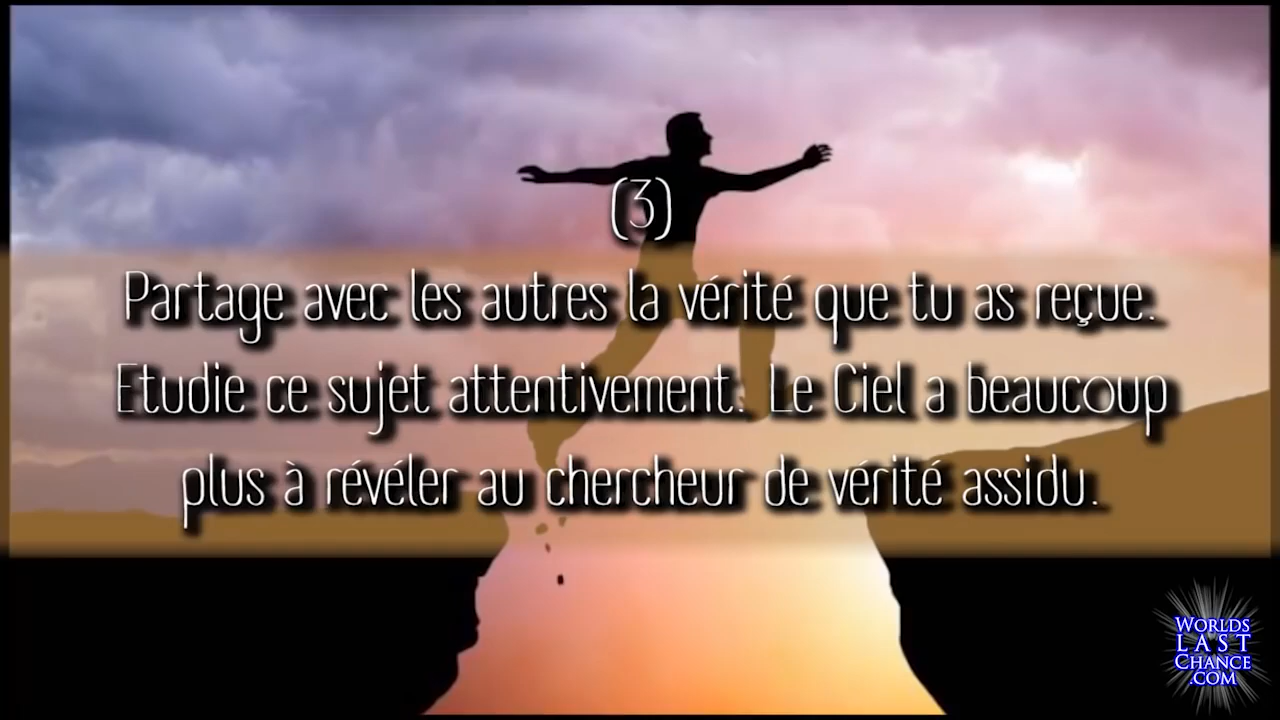 (3)
Partage avec les autres la vérité que tu as reçue.
Etudie ce sujet attentivement. Le Ciel a beaucoup
plus à révéler au chercheur de vérité assidu.
WORLDS
LAST
CHANCE
.COM